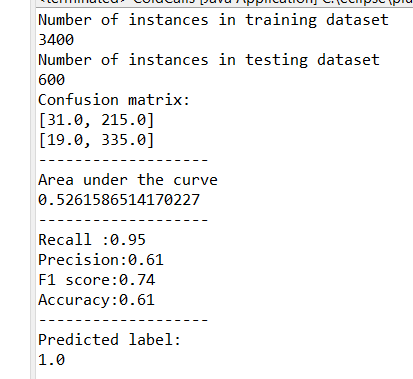 <terminated> ColdCalls [Java Application] C:\eclipse\plu
Number of instances in training dataset
3400
Number of instances in testing dataset
600
Confusion matrix:
[31.0, 215.0]
[19.0, 335.0]
-------------------
Area under the curve
0.5261586514170227
-------------------
Recall :0.95
Precision:0.61
F1 score:0.74
Accuracy:0.61
-------------------
Predicted label:
1.0